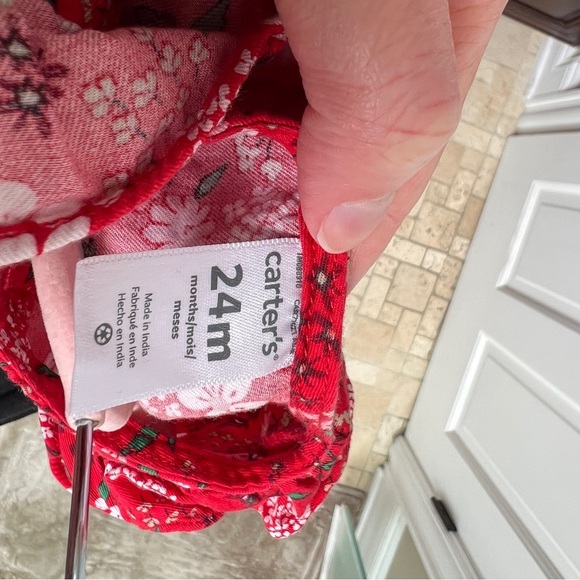 carter's®
24m
months/mois/
meses
Made in India
Fabriqué en Inde
Hecho en India